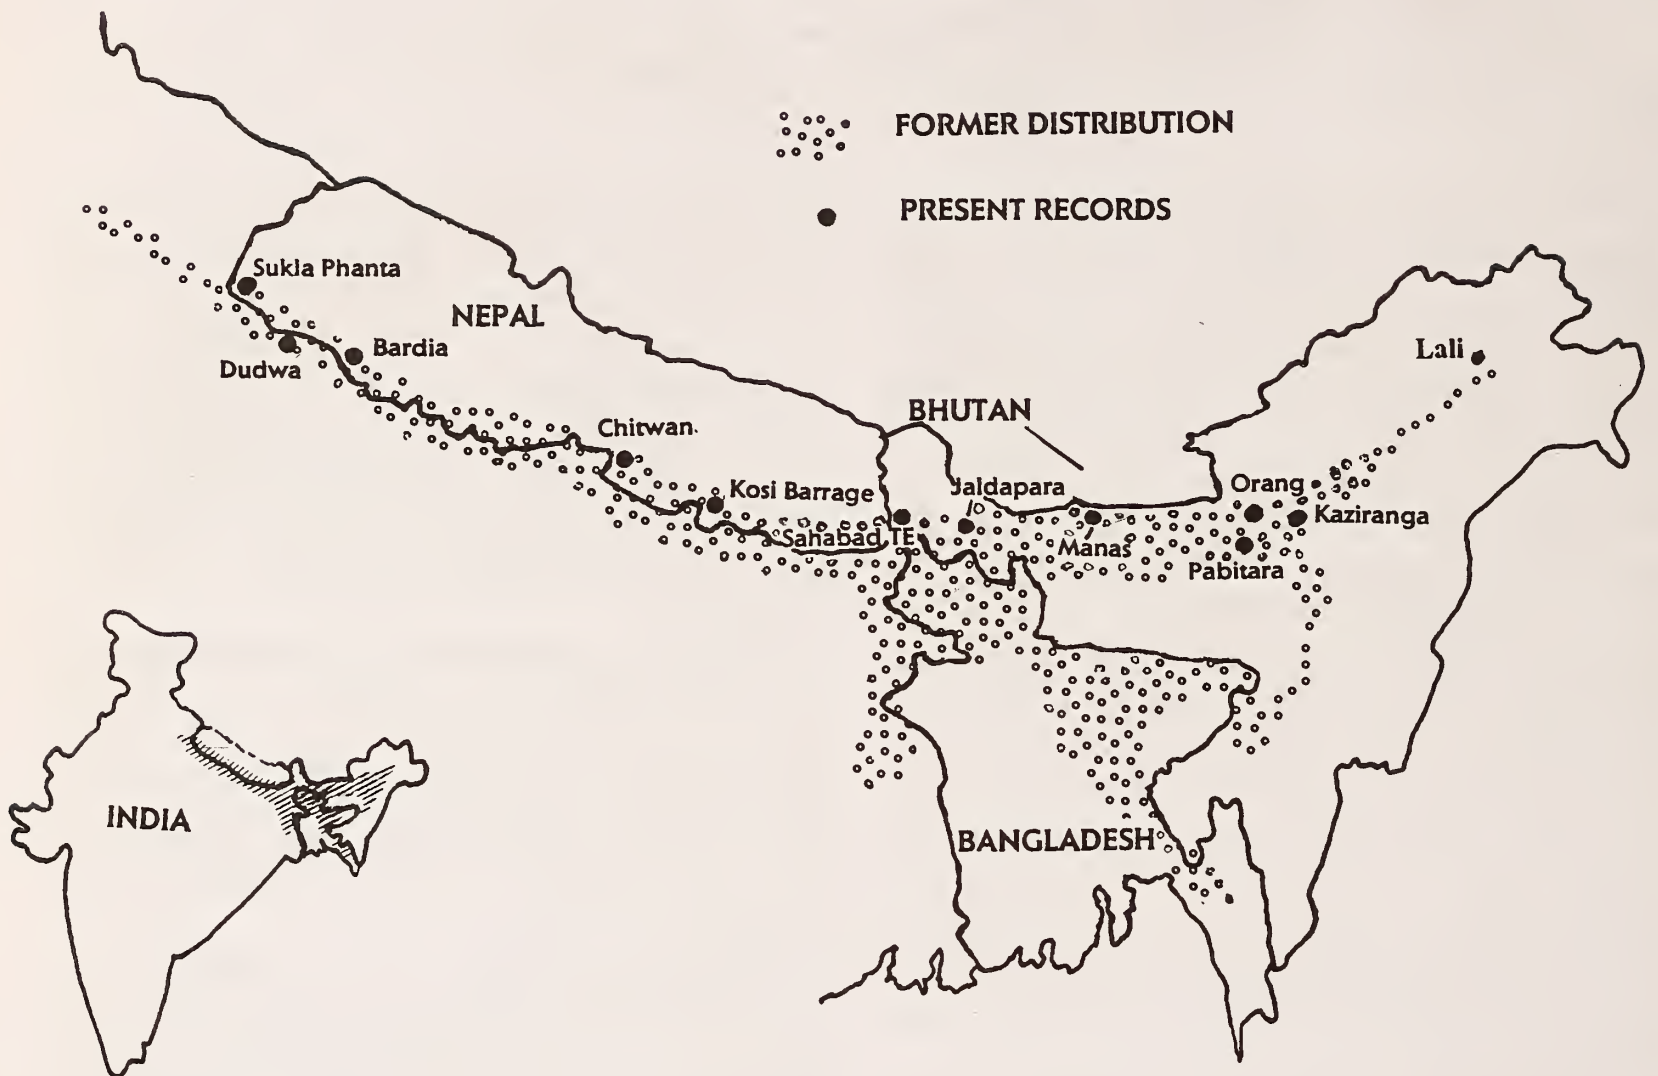 FORMER DISTRIBUTION
PRESENT RECORDS
Sukla Phanta
NEPAL
Bardia
Dudwa
Lali
BHUTAN
Chitwan
Kosi Barrage
Jaldapara
Orang
Kaziranga
Sahabad TE
Manas
Pabitara
INDIA
BANGLADESH